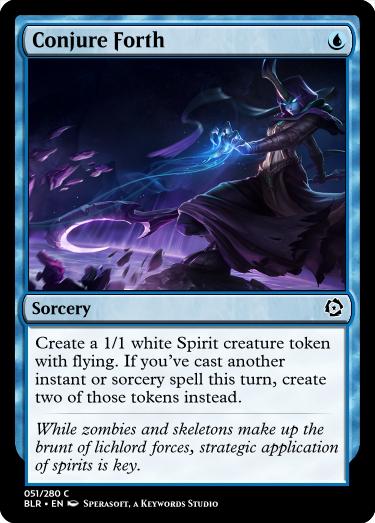 Conjure Forth
Sorcery
Create a 1/1 white Spirit creature token
with flying. If you've cast another
instant or sorcery spell this turn, create
two of those tokens instead.
While zombies and skeletons make up the
brunt of lichlord forces, strategic application
of spirits is key.
051/280 C
BLR • EN Sperasoft, a Keywords Studio